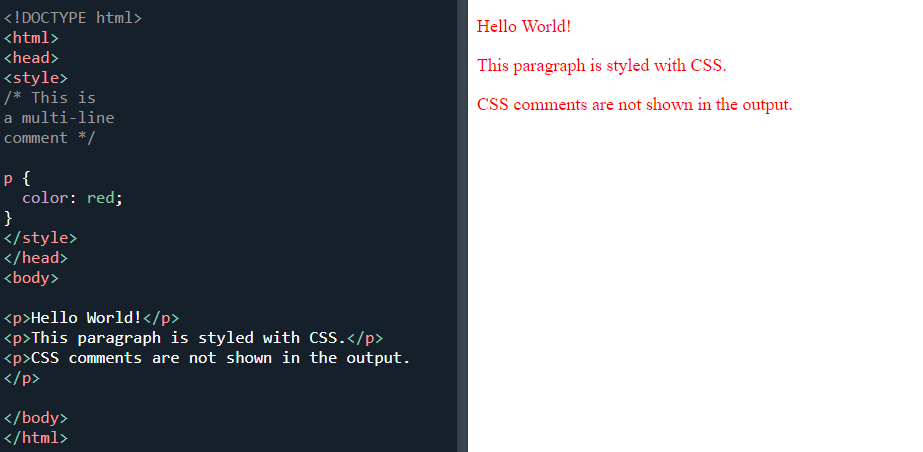 <!DOCTYPE html>
<html>
<head>
<style>
/* This is
a multi-line
comment */
p {
  color: red;
}
</style>
</head>
<body>
<p>Hello World!</p>
<p>This paragraph is styled with CSS.</p>
<p>CSS comments are not shown in the output.
</p>
</body>
</html>
Hello World!
This paragraph is styled with CSS.
CSS comments are not shown in the output.